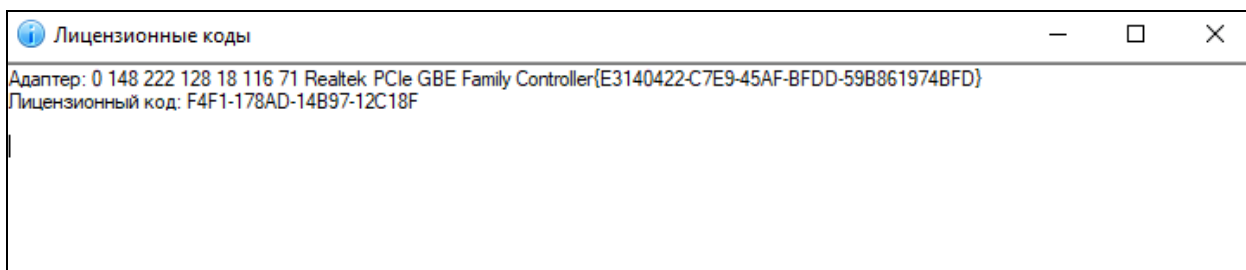 Лицензионные коды
Адаптер: 0 148 222 128 18 116 71 Realtek PCIe GBE Family Controller{E3140422-C7E9-45AF-BFDD-59B861974BFD}
Лицензионный код: F4F1-178AD-14B97-12C18F